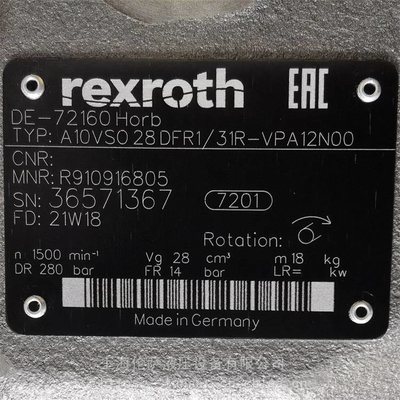 rexroth EAC
DE-72160 Horb
TYP: A10VSO 28 DFR1/31R-VPA12N00
CNR:
MNR: R910916805
SN: 36571367 7201
FD: 21W18
Rotation:
n 1500 min⁻¹ Vg 28 cm³ m 18 kg
DR 280 bar FR 14 bar LR= kw
Made in Germany